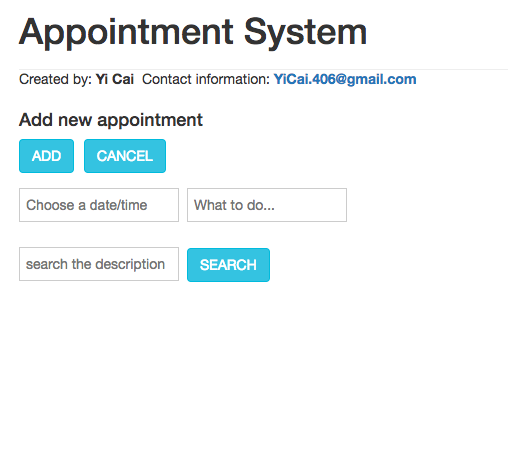 Appointment System
Created by: Yi Cai Contact information: YiCai.406@gmail.com
Add new appointment
ADD CANCEL
Choose a date/time What to do...
search the description SEARCH